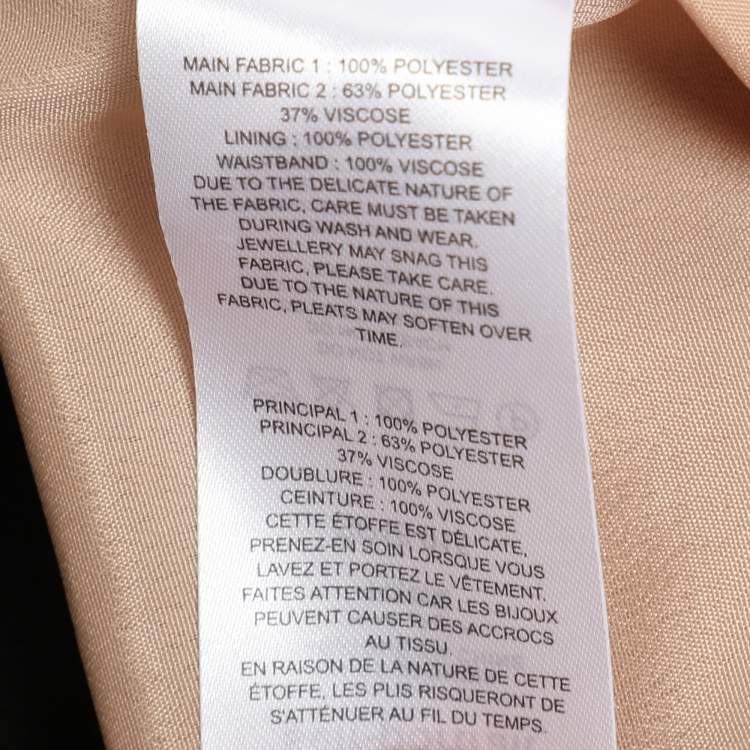 MAIN FABRIC 1 : 100% POLYESTER
MAIN FABRIC 2 : 63% POLYESTER
37% VISCOSE
LINING : 100% POLYESTER
WAISTBAND : 100% VISCOSE
DUE TO THE DELICATE NATURE OF
THE FABRIC, CARE MUST BE TAKEN
DURING WASH AND WEAR.
JEWELLERY MAY SNAG THIS
FABRIC, PLEASE TAKE CARE.
DUE TO THE NATURE OF THIS
FABRIC, PLEATS MAY SOFTEN OVER
TIME.
PRINCIPAL 1 : 100% POLYESTER
PRINCIPAL 2 : 63% POLYESTER
37% VISCOSE
DOUBLURE : 100% POLYESTER
CEINTURE : 100% VISCOSE
CETTE ÉTOFFE EST DÉLICATE,
PRENEZ-EN SOIN LORSQUE VOUS
LAVEZ ET PORTEZ LE VÊTEMENT.
FAITES ATTENTION CAR LES BIJOUX
PEUVENT CAUSER DES ACCROCS
AU TISSU.
EN RAISON DE LA NATURE DE CETTE
ÉTOFFE, LES PLIS RISQUERONT DE
S'ATTÉNUER AU FIL DU TEMPS.